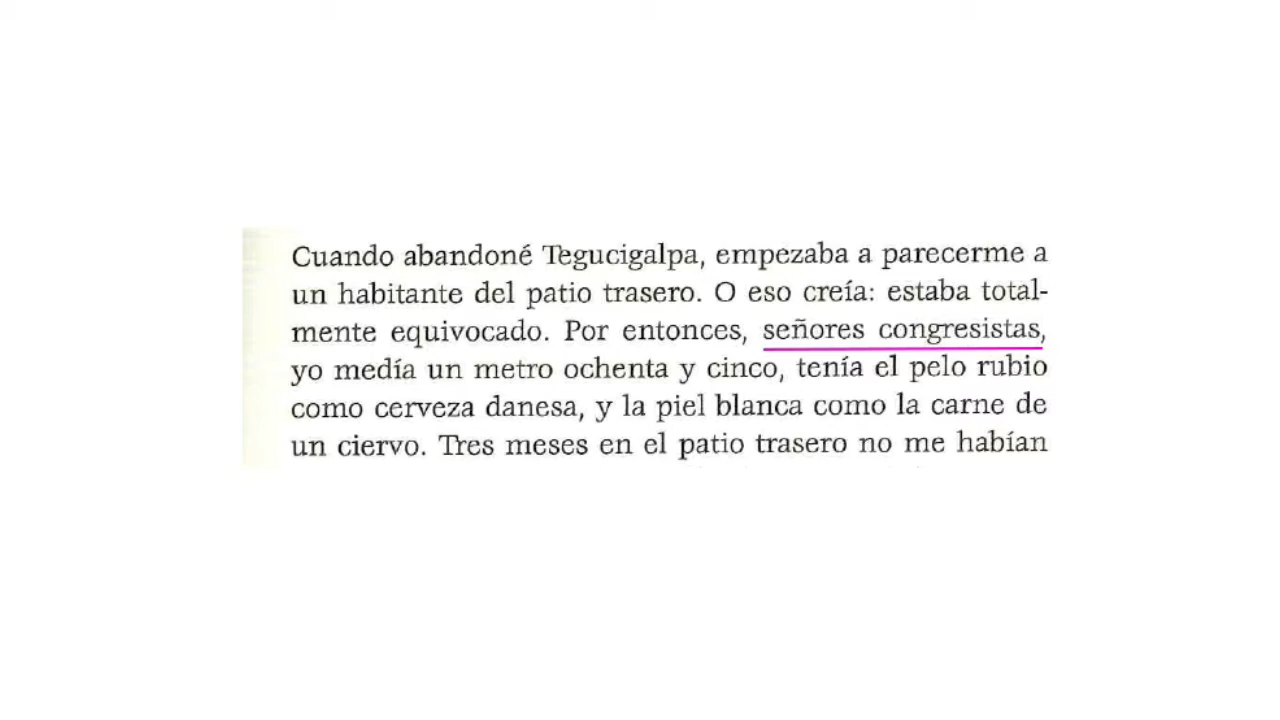 Cuando abandoné Tegucigalpa, empezaba a parecerme a
un habitante del patio trasero. O eso creía: estaba total-
mente equivocado. Por entonces, señores congresistas,
yo medía un metro ochenta y cinco, tenía el pelo rubio
como cerveza danesa, y la piel blanca como la carne de
un ciervo. Tres meses en el patio trasero no me habían